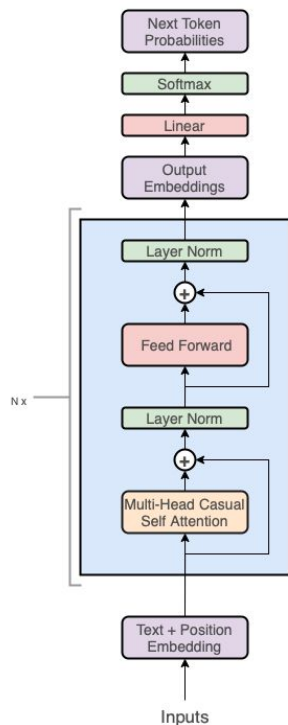 Next Token
Probabilities
Softmax
Linear
Output
Embeddings
Layer Norm
+
Feed Forward
N x
Layer Norm
+
Multi-Head Casual
Self Attention
Text + Position
Embedding
Inputs